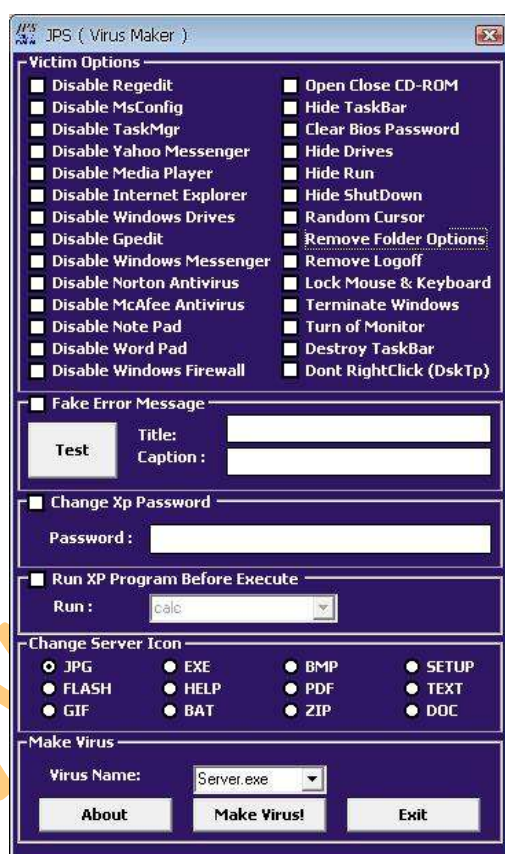 JPS ( Virus Maker )
Victim Options
Disable Regedit
Disable MsConfig
Disable TaskMgr
Disable Yahoo Messenger
Disable Media Player
Disable Internet Explorer
Disable Windows Drives
Disable Gpedit
Disable Windows Messenger
Disable Norton Antivirus
Disable McAfee Antivirus
Disable Note Pad
Disable Word Pad
Disable Windows Firewall
Open Close CD-ROM
Hide TaskBar
Clear Bios Password
Hide Drives
Hide Run
Hide ShutDown
Random Cursor
Remove Folder Options
Remove Logoff
Lock Mouse & Keyboard
Terminate Windows
Turn of Monitor
Destroy TaskBar
Dont RightClick (DskTp)
Fake Error Message
Test
Title:
Caption :
Change Xp Password
Password :
Run XP Program Before Execute
Run : calc
Change Server Icon
JPG EXE BMP SETUP
FLASH HELP PDF TEXT
GIF BAT ZIP DOC
Make Virus
Virus Name: Server.exe
About Make Virus! Exit